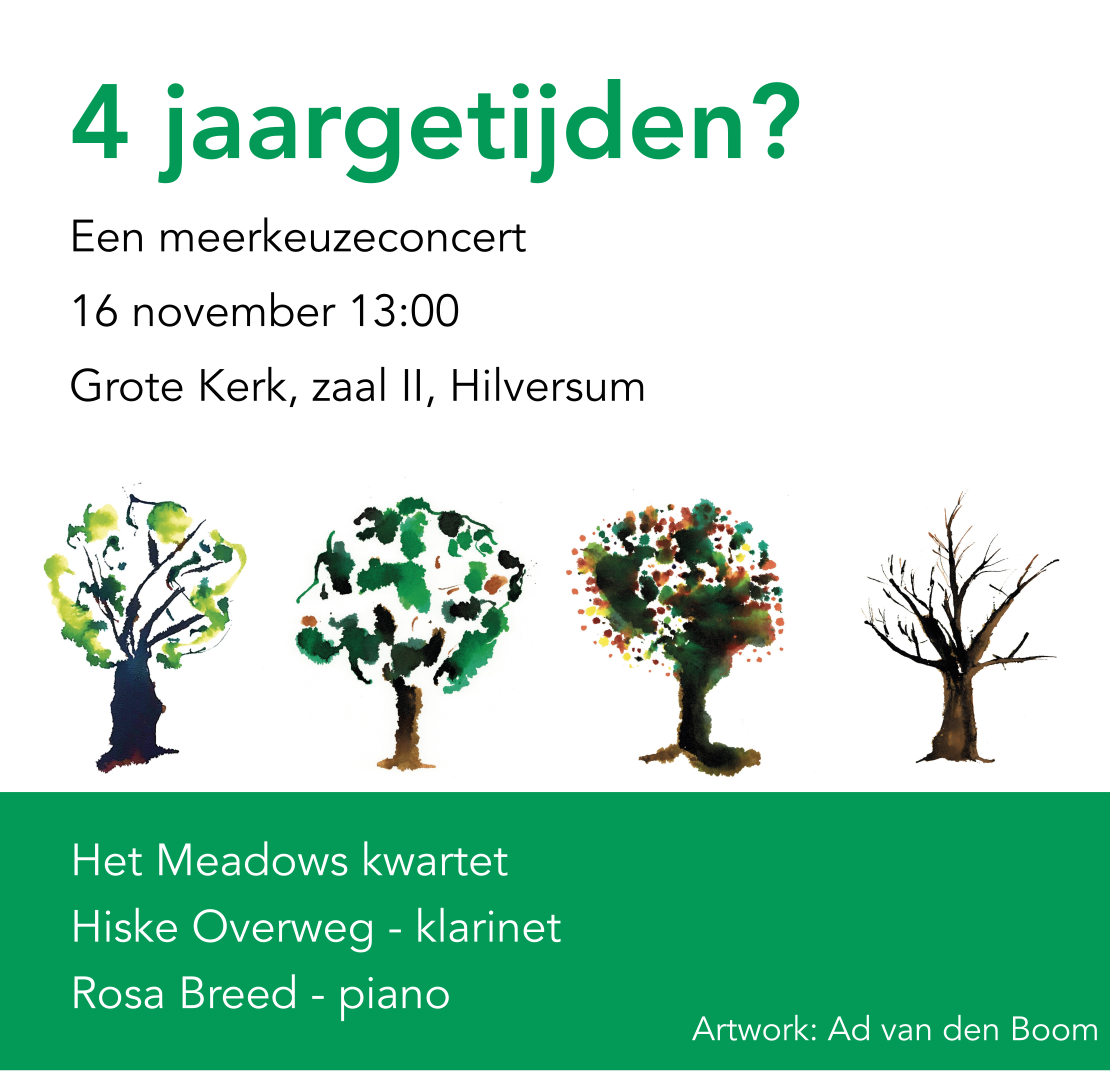 4 jaargetijden?
Een meerkeuzeconcert
16 november 13:00
Grote Kerk, zaal II, Hilversum
Het Meadows kwartet
Hiske Overweg - klarinet
Rosa Breed - piano
Artwork: Ad van den Boom